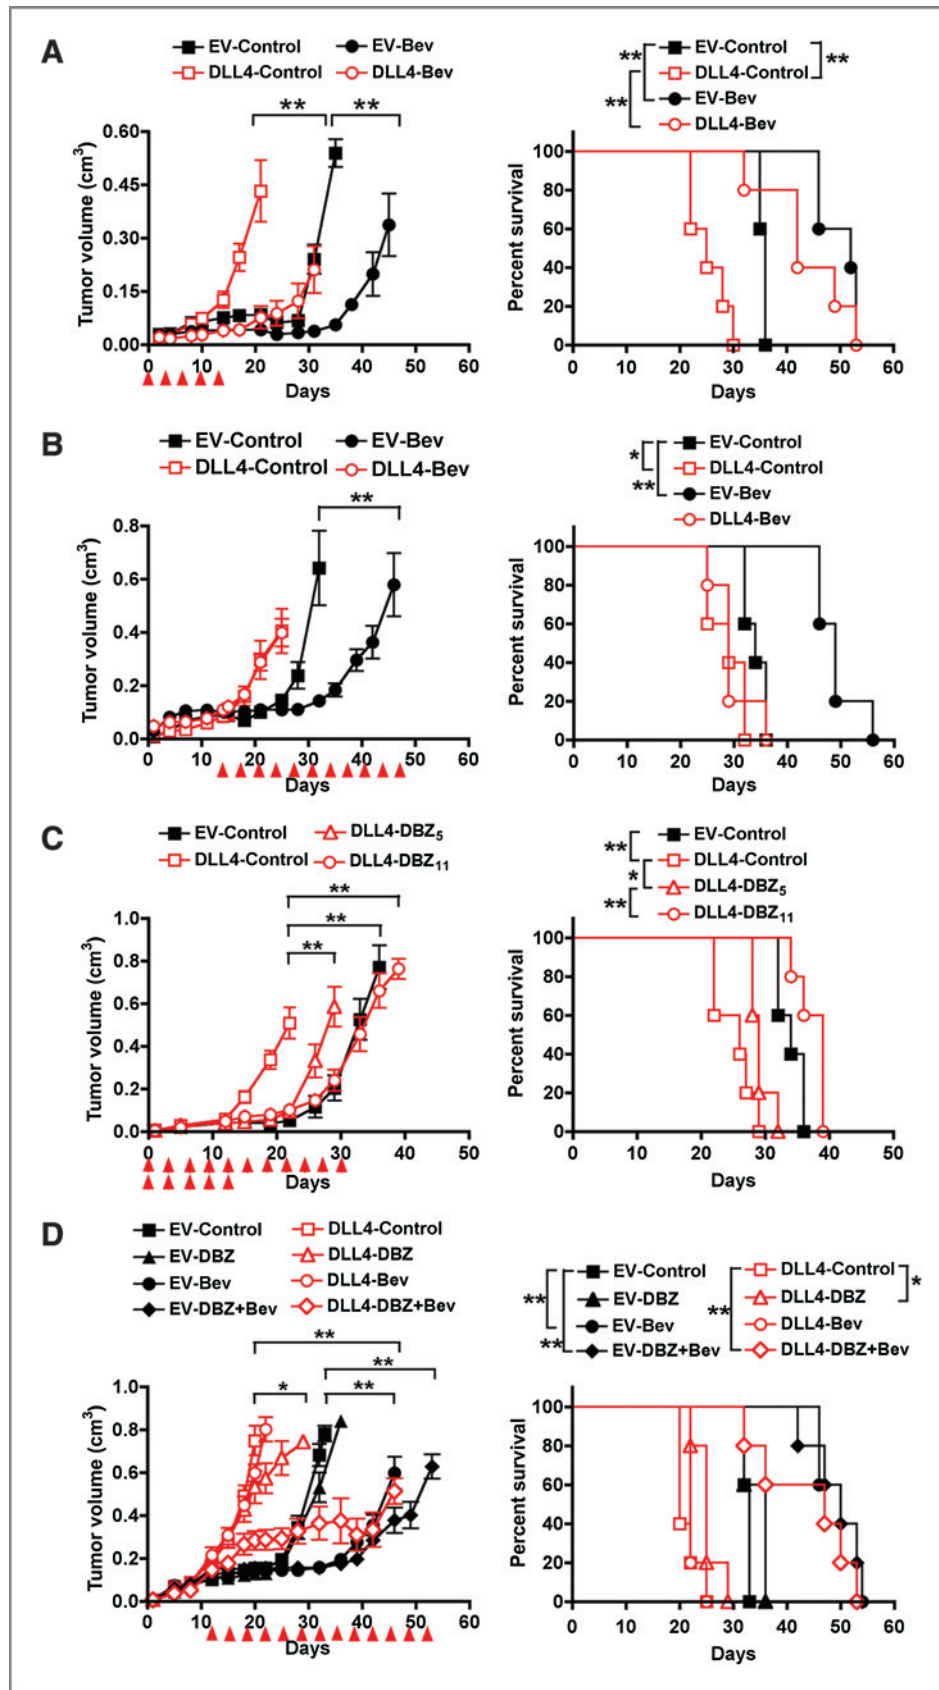 A
EV-Control
EV-Bev
DLL4-Control
DLL4-Bev
** **
Tumor volume (cm³)
0.60
0.45
0.30
0.15
0.00
0 20 40 60
Days
EV-Control
DLL4-Control
EV-Bev
DLL4-Bev
**
**
**
Percent survival
100
80
60
40
20
0
0 10 20 30 40 50 60
B
EV-Control
EV-Bev
DLL4-Control
DLL4-Bev
**
Tumor volume (cm³)
0.8
0.6
0.4
0.2
0.0
0 10 20 30 40 50 60
Days
EV-Control
DLL4-Control
EV-Bev
DLL4-Bev
*
**
Percent survival
100
80
60
40
20
0
0 10 20 30 40 50 60
C
EV-Control
DLL4-DBZ₅
DLL4-Control
DLL4-DBZ₁₁
**
**
**
Tumor volume (cm³)
1.0
0.8
0.6
0.4
0.2
0.0
0 10 20 30 40 50 60
Days
EV-Control
DLL4-Control
DLL4-DBZ₅
DLL4-DBZ₁₁
**
*
**
Percent survival
100
80
60
40
20
0
0 10 20 30 40 50
D
EV-Control
DLL4-Control
EV-DBZ
DLL4-DBZ
EV-Bev
DLL4-Bev
EV-DBZ+Bev
DLL4-DBZ+Bev
**
**
* **
Tumor volume (cm³)
1.0
0.8
0.6
0.4
0.2
0.0
0 10 20 30 40 50 60
Days
EV-Control
EV-DBZ
EV-Bev
EV-DBZ+Bev
**
**
DLL4-Control
DLL4-DBZ
DLL4-Bev
DLL4-DBZ+Bev
**
*
Percent survival
100
80
60
40
20
0
0 10 20 30 40 50 60